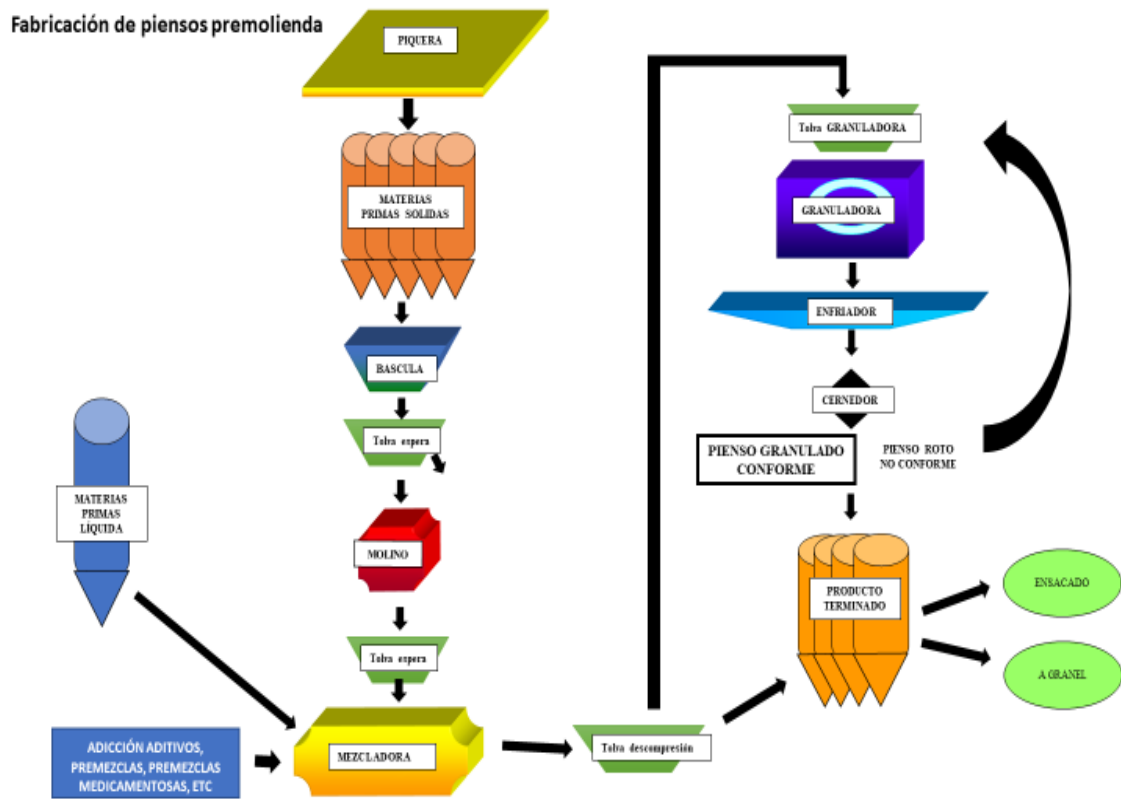 Fabricación de piensos premolienda
PIQUERA
MATERIAS
PRIMAS SOLIDAS
BASCULA
Tolva espera
MOLINO
Tolva espera
MATERIAS
PRIMAS
LÍQUIDA
ADICCIÓN ADITIVOS,
PREMEZCLAS, PREMEZCLAS
MEDICAMENTOSAS, ETC
MEZCLADORA
Tolva descompresión
Tolva GRANULADORA
GRANULADORA
ENFRIADOR
CERNEDOR
PIENSO GRANULADO
CONFORME
PIENSO ROTO
NO CONFORME
PRODUCTO
TERMINADO
ENSACADO
A GRANEL